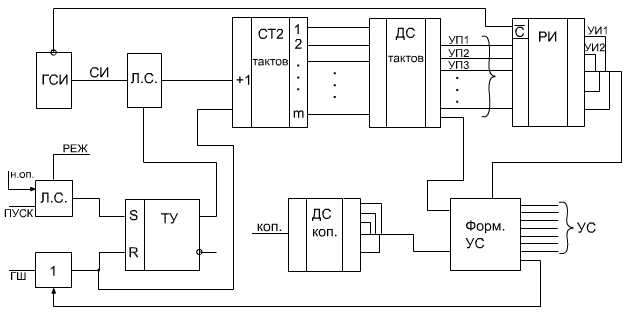 ГСИ
СИ
Л.С.
+1
СТ2
тактов
1
2
m
ДС
тактов
УП1
УП2
УП3
C
РИ
УИ1
УИ2
РЕЖ
н.оп.
Л.С.
ПУСК
S
R
ТУ
1
ГШ
коп.
ДС
коп.
Форм.
УС
УС